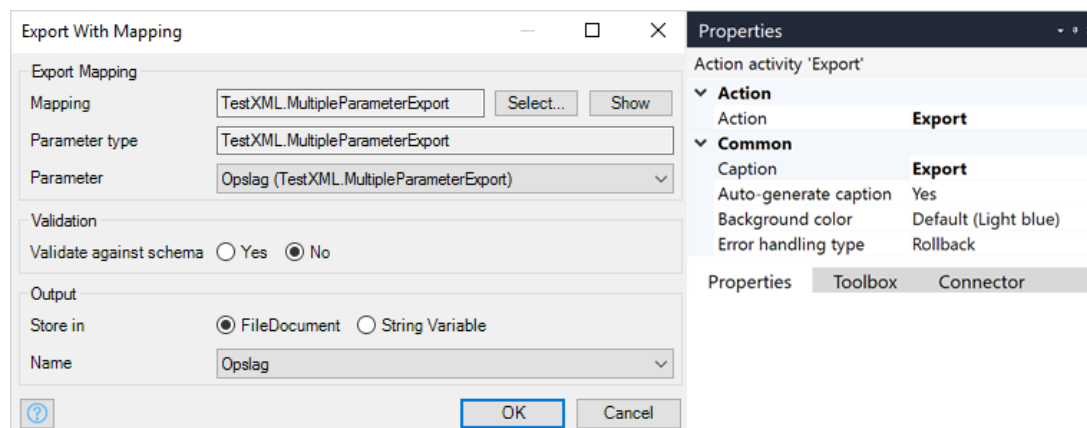 Export With Mapping
Export Mapping
Mapping TestXML.MultipleParameterExport Select... Show
Parameter type TestXML.MultipleParameterExport
Parameter Opslag (TestXML.MultipleParameterExport)
Validation
Validate against schema Yes No
Output
Store in FileDocument String Variable
Name Opslag
? OK Cancel
Properties
Action activity 'Export'
Action
Action Export
Common
Caption Export
Auto-generate caption Yes
Background color Default (Light blue)
Error handling type Rollback
Properties Toolbox Connector